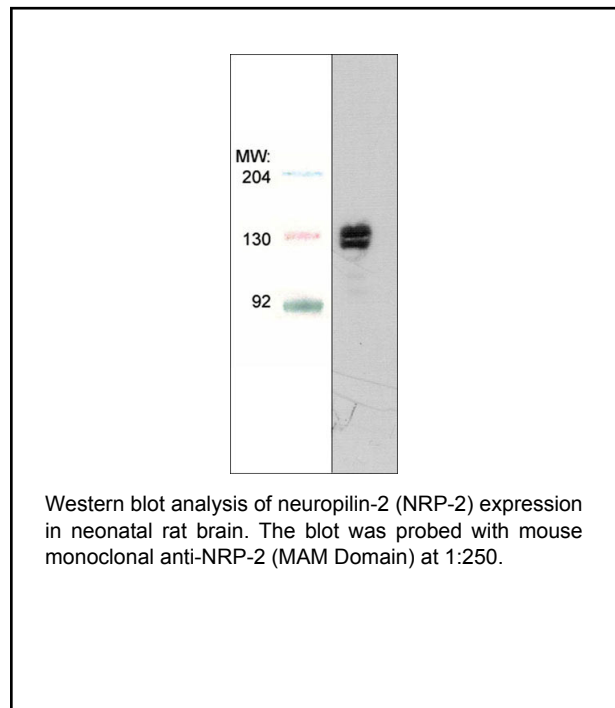 MW:
204
130
92
Western blot analysis of neuropilin-2 (NRP-2) expression
in neonatal rat brain. The blot was probed with mouse
monoclonal anti-NRP-2 (MAM Domain) at 1:250.